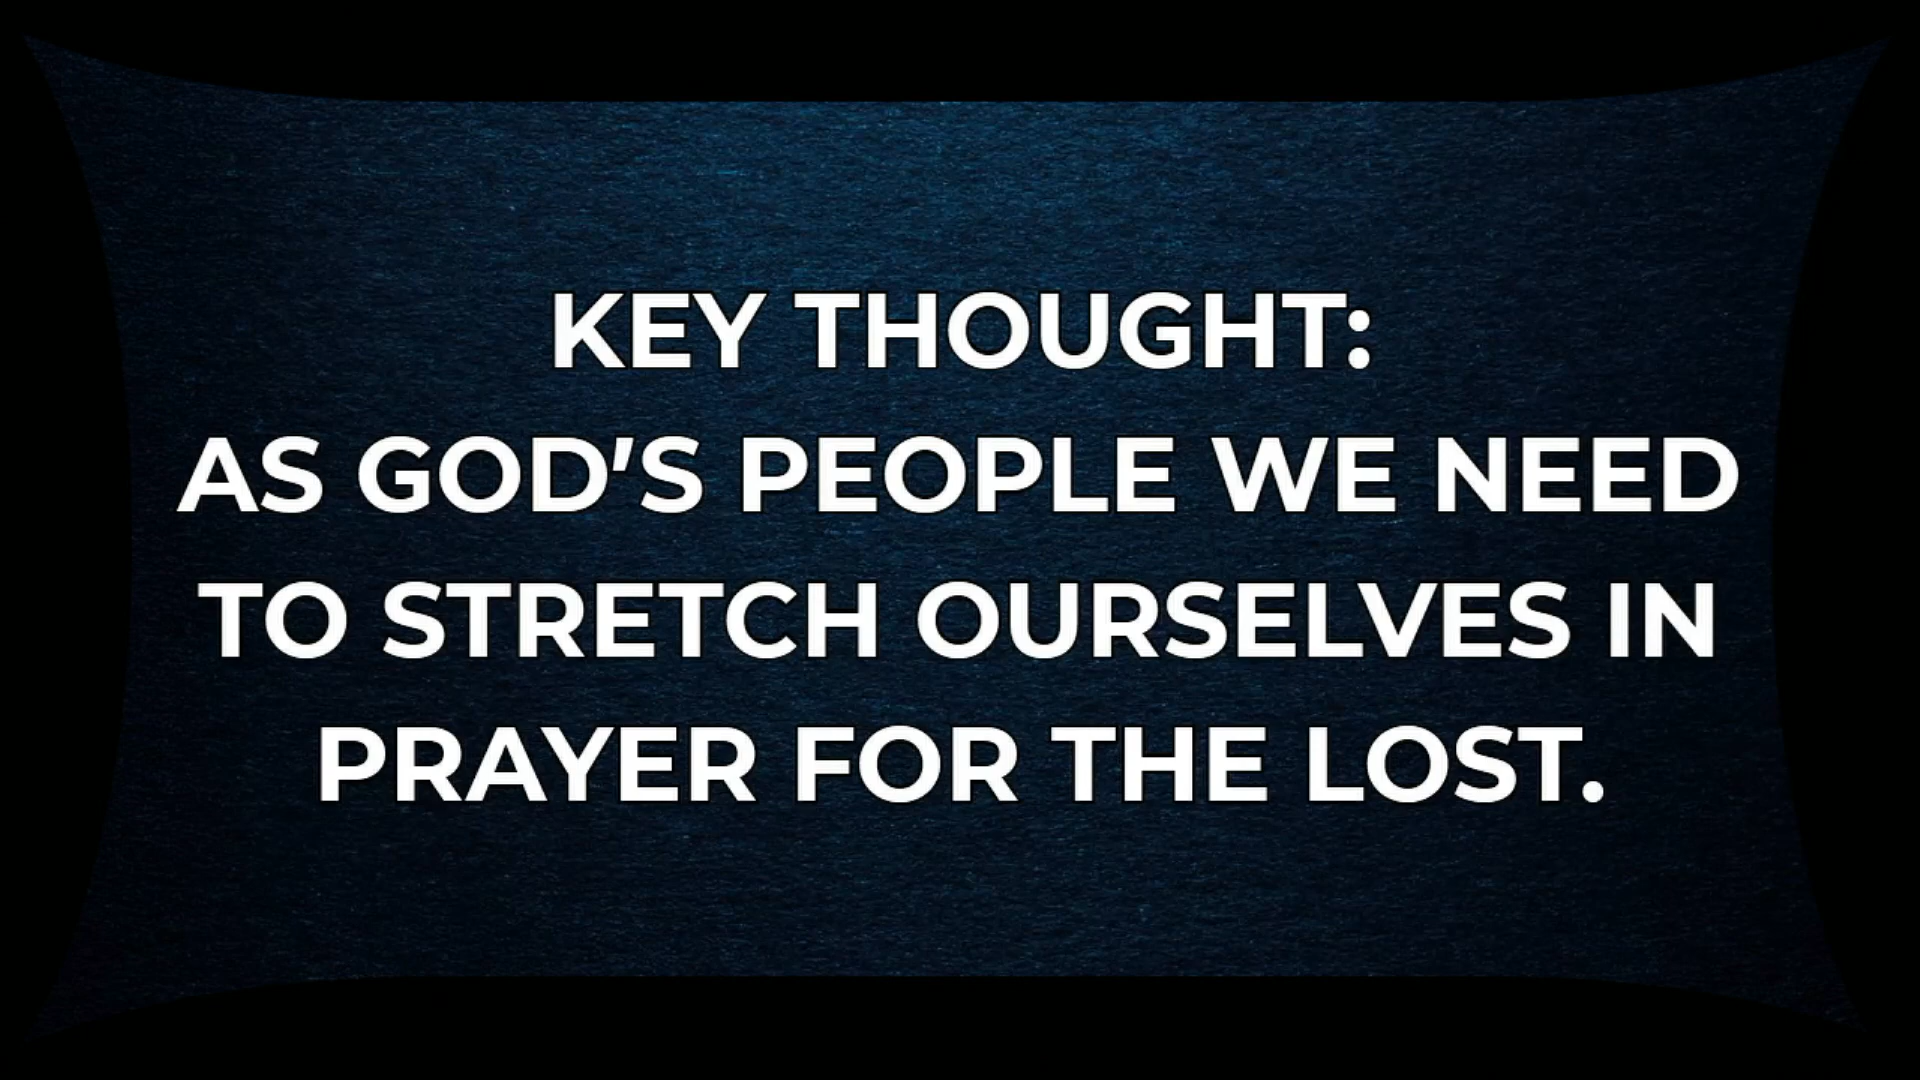 KEY THOUGHT:
AS GOD'S PEOPLE WE NEED
TO STRETCH OURSELVES IN
PRAYER FOR THE LOST.